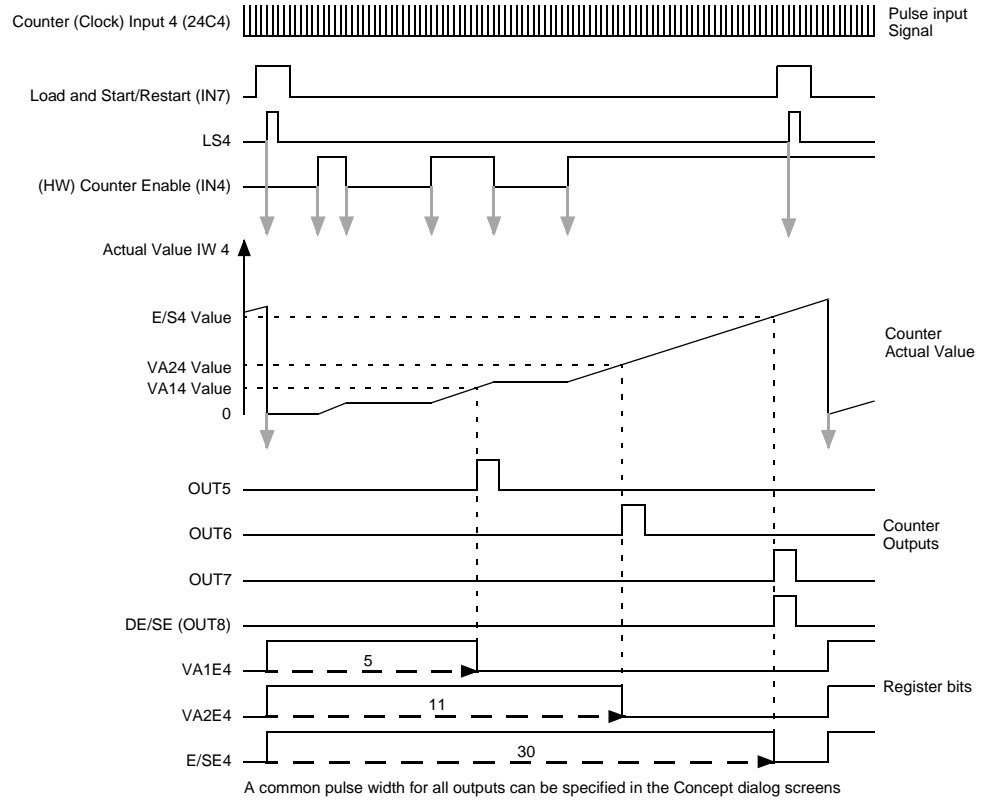 Counter (Clock) Input 4 (24C4)
Pulse input
Signal
Load and Start/Restart (IN7)
LS4
(HW) Counter Enable (IN4)
Actual Value IW 4
E/S4 Value
Counter
Actual Value
VA24 Value
VA14 Value
0
OUT5
OUT6
Counter
Outputs
OUT7
DE/SE (OUT8)
VA1E4
5
Register bits
VA2E4
11
E/SE4
30
A common pulse width for all outputs can be specified in the Concept dialog screens